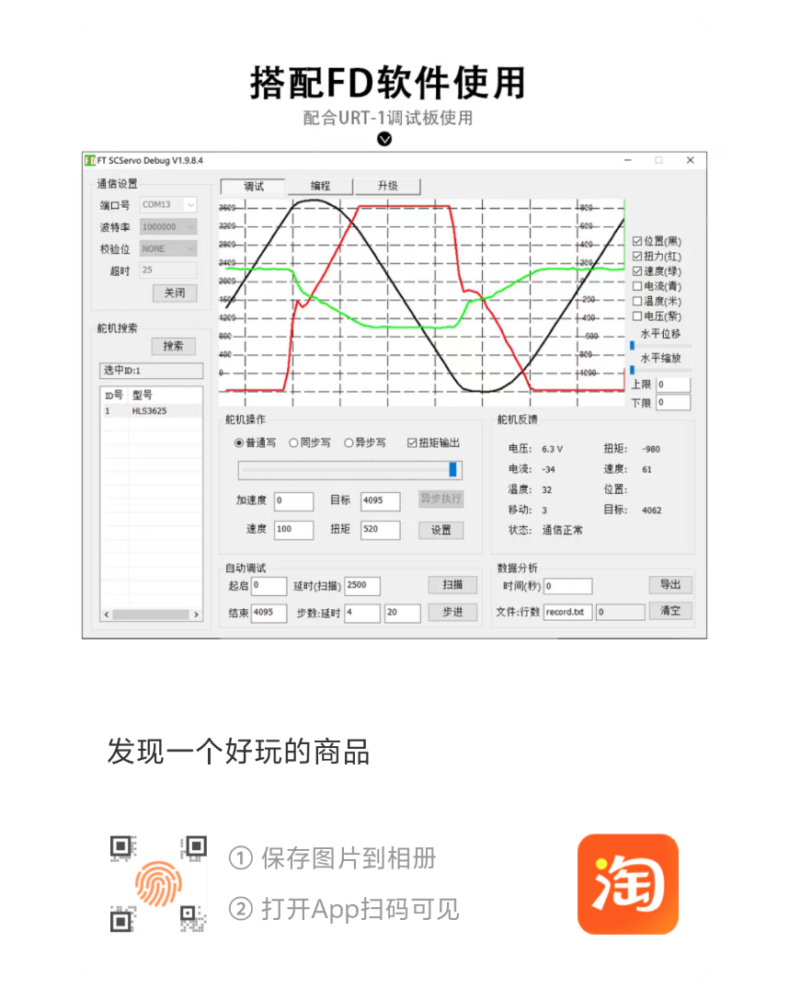 搭配FD软件使用
配合URT-1调试板使用
FT SCServo Debug V1.9.8.4
通信设置
端口号 COM13
波特率 1000000
校验位 NONE
超时 25
关闭
舵机搜索
搜索
选中ID:1
ID号 型号
1 HLS3625
调试 编程 升级
3600 800
3200 600
2800 400
2400 200
2000
1600 -200
1200 -400
800 -600
400 -800
0 -1000
位置(黑)
扭力(红)
速度(绿)
电流(青)
温度(米)
电压(紫)
水平位移
水平缩放
上限 0
下限 0
舵机操作
普通写 同步写 异步写 扭矩输出
加速度 0 目标 4095 异步执行
速度 100 扭矩 520 设置
舵机反馈
电压: 6.3 V 扭矩: -980
电流: -34 速度: 61
温度: 32 位置:
移动: 3 目标: 4062
状态: 通信正常
自动调试
起启 0 延时(扫描) 2500 扫描
结束 4095 步数:延时 4 20 步进
数据分析
时间(秒) 0 导出
文件:行数 record.txt 0 清空
发现一个好玩的商品
① 保存图片到相册
② 打开App扫码可见
淘